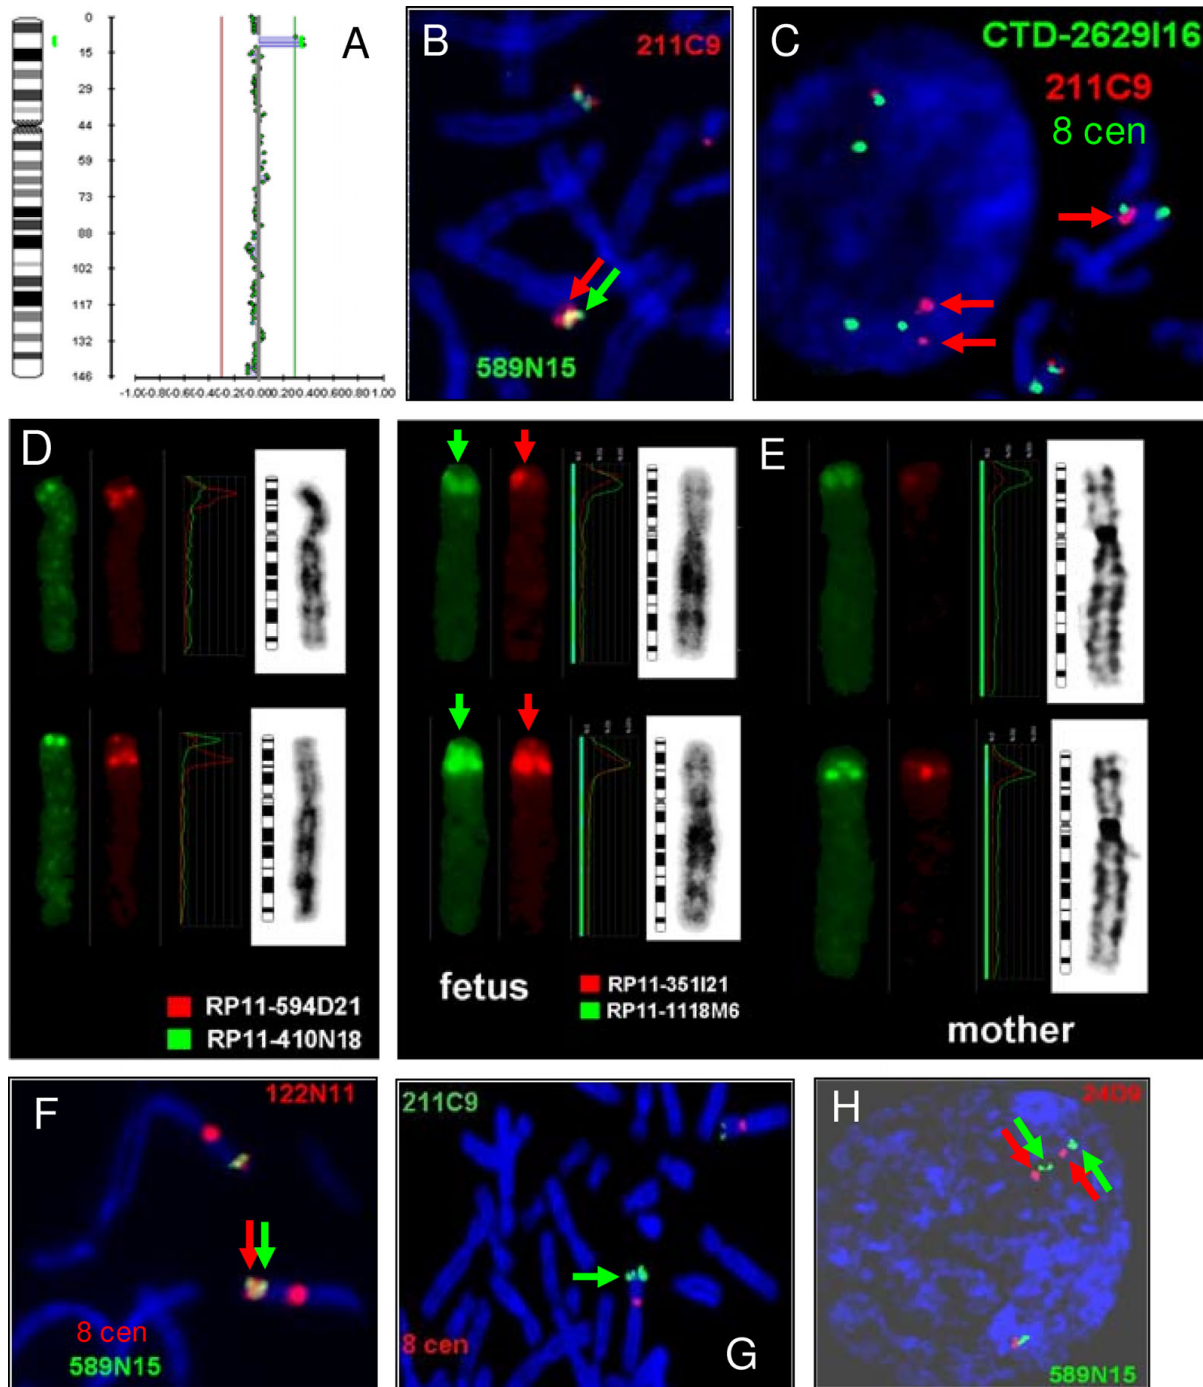 A
0
15
29
44
59
73
88
102
117
132
146
B
211C9
589N15
C
CTD-2629I16
211C9
8 cen
D
RP11-594D21
RP11-410N18
fetus
RP11-351I21
RP11-1118M6
E
mother
F
122N11
8 cen
589N15
211C9
8 cen
G
H
24D9
589N15